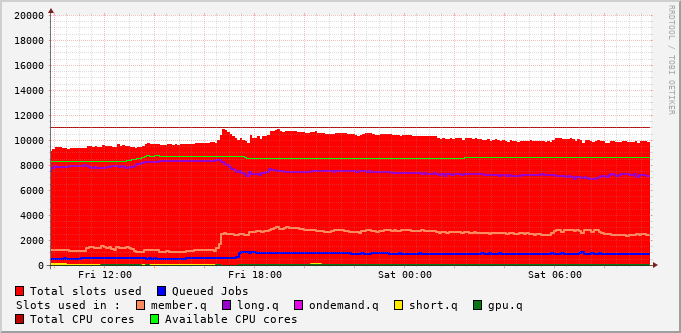 20000
18000
16000
14000
12000
10000
8000
6000
4000
2000
0
Fri 12:00 Fri 18:00 Sat 00:00 Sat 06:00
Total slots used Queued Jobs
Slots used in : member.q long.q ondemand.q short.q gpu.q
Total CPU cores Available CPU cores
RRDTOOL / TOBI OETIKER